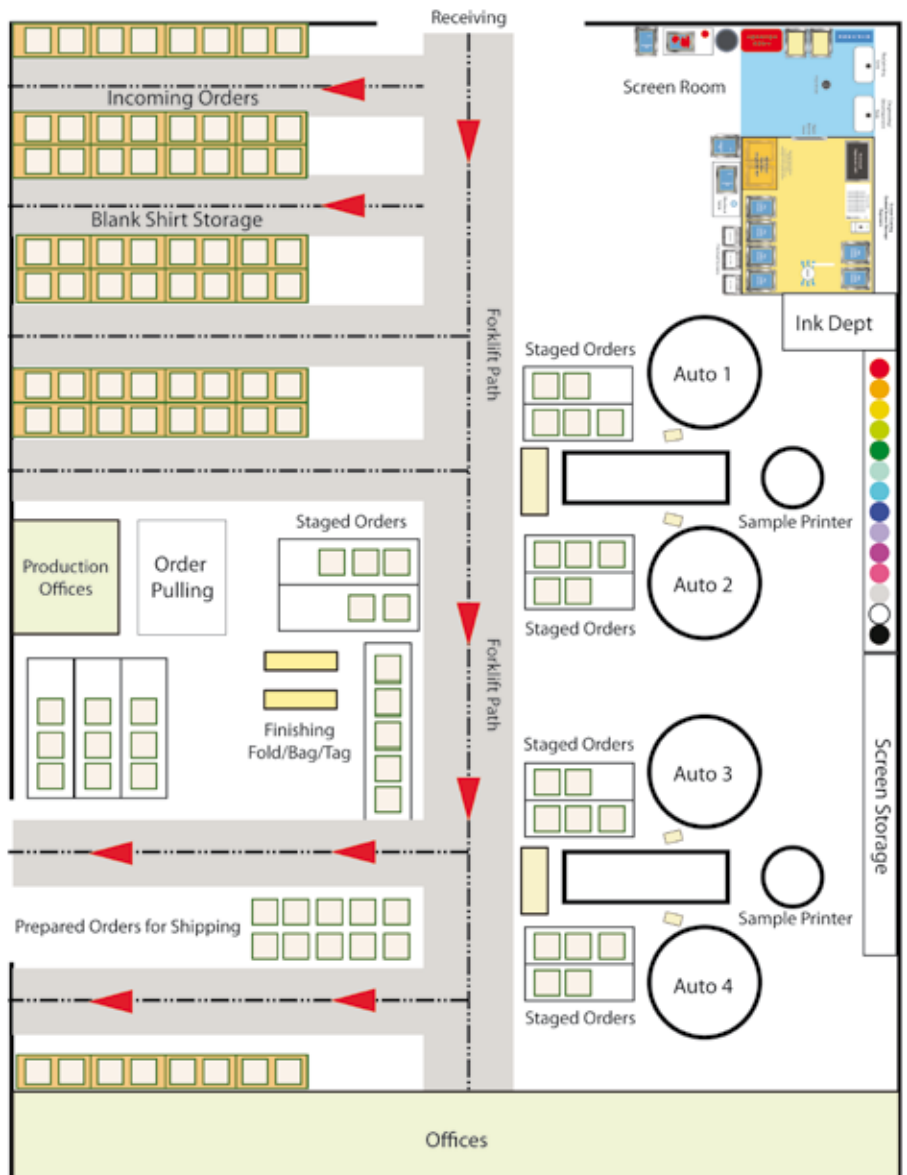 Receiving
Incoming Orders
Screen Room
Blank Shirt Storage
Forklift Path
Ink Dept
Staged Orders
Auto 1
Sample Printer
Staged Orders
Production
Offices
Order
Pulling
Auto 2
Staged Orders
Forklift Path
Finishing
Fold/Bag/Tag
Staged Orders
Auto 3
Screen Storage
Prepared Orders for Shipping
Sample Printer
Auto 4
Staged Orders
Offices